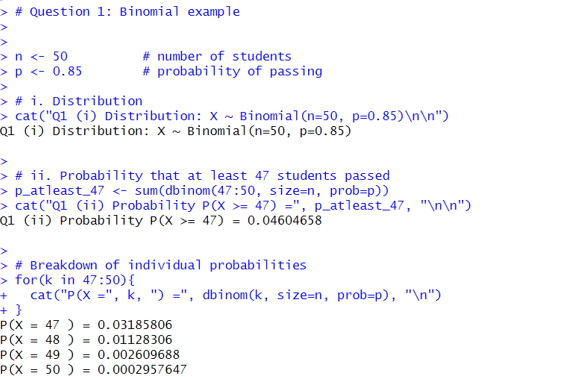 > # Question 1: Binomial example
>
>
> n <- 50          # number of students
> p <- 0.85        # probability of passing
>
> # i. Distribution
> cat("Q1 (i) Distribution: X ~ Binomial(n=50, p=0.85)\n\n")
Q1 (i) Distribution: X ~ Binomial(n=50, p=0.85)

>
> # ii. Probability that at least 47 students passed
> p_atleast_47 <- sum(dbinom(47:50, size=n, prob=p))
> cat("Q1 (ii) Probability P(X >= 47) =", p_atleast_47, "\n\n")
Q1 (ii) Probability P(X >= 47) = 0.04604658

>
> # Breakdown of individual probabilities
> for(k in 47:50){
+   cat("P(X =", k, ") =", dbinom(k, size=n, prob=p), "\n")
+ }
P(X = 47 ) = 0.03185806
P(X = 48 ) = 0.01128306
P(X = 49 ) = 0.002609688
P(X = 50 ) = 0.0002957647